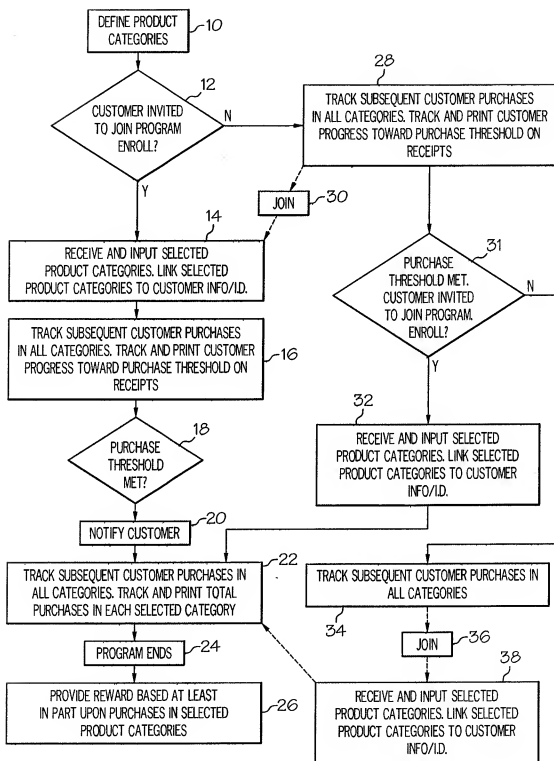 DEFINE PRODUCT
CATEGORIES
10
12
CUSTOMER INVITED
TO JOIN PROGRAM
ENROLL?
N
Y
28
TRACK SUBSEQUENT CUSTOMER PURCHASES
IN ALL CATEGORIES. TRACK AND PRINT CUSTOMER
PROGRESS TOWARD PURCHASE THRESHOLD ON
RECEIPTS
JOIN
30
14
RECEIVE AND INPUT SELECTED
PRODUCT CATEGORIES. LINK SELECTED
PRODUCT CATEGORIES TO CUSTOMER INFO/I.D.
31
PURCHASE
THRESHOLD MET.
CUSTOMER INVITED
TO JOIN PROGRAM.
ENROLL?
N
Y
TRACK SUBSEQUENT CUSTOMER PURCHASES
IN ALL CATEGORIES. TRACK AND PRINT CUSTOMER
PROGRESS TOWARD PURCHASE THRESHOLD ON
RECEIPTS
16
18
PURCHASE
THRESHOLD
MET?
32
RECEIVE AND INPUT SELECTED
PRODUCT CATEGORIES. LINK SELECTED
PRODUCT CATEGORIES TO CUSTOMER
INFO/I.D.
NOTIFY CUSTOMER
20
TRACK SUBSEQUENT CUSTOMER PURCHASES IN
ALL CATEGORIES. TRACK AND PRINT TOTAL
PURCHASES IN EACH SELECTED CATEGORY
22
TRACK SUBSEQUENT CUSTOMER PURCHASES IN
ALL CATEGORIES
34
PROGRAM ENDS
24
JOIN
36
PROVIDE REWARD BASED AT LEAST
IN PART UPON PURCHASES IN SELECTED
PRODUCT CATEGORIES
26
38
RECEIVE AND INPUT SELECTED
PRODUCT CATEGORIES. LINK SELECTED
PRODUCT CATEGORIES TO CUSTOMER
INFO/I.D.